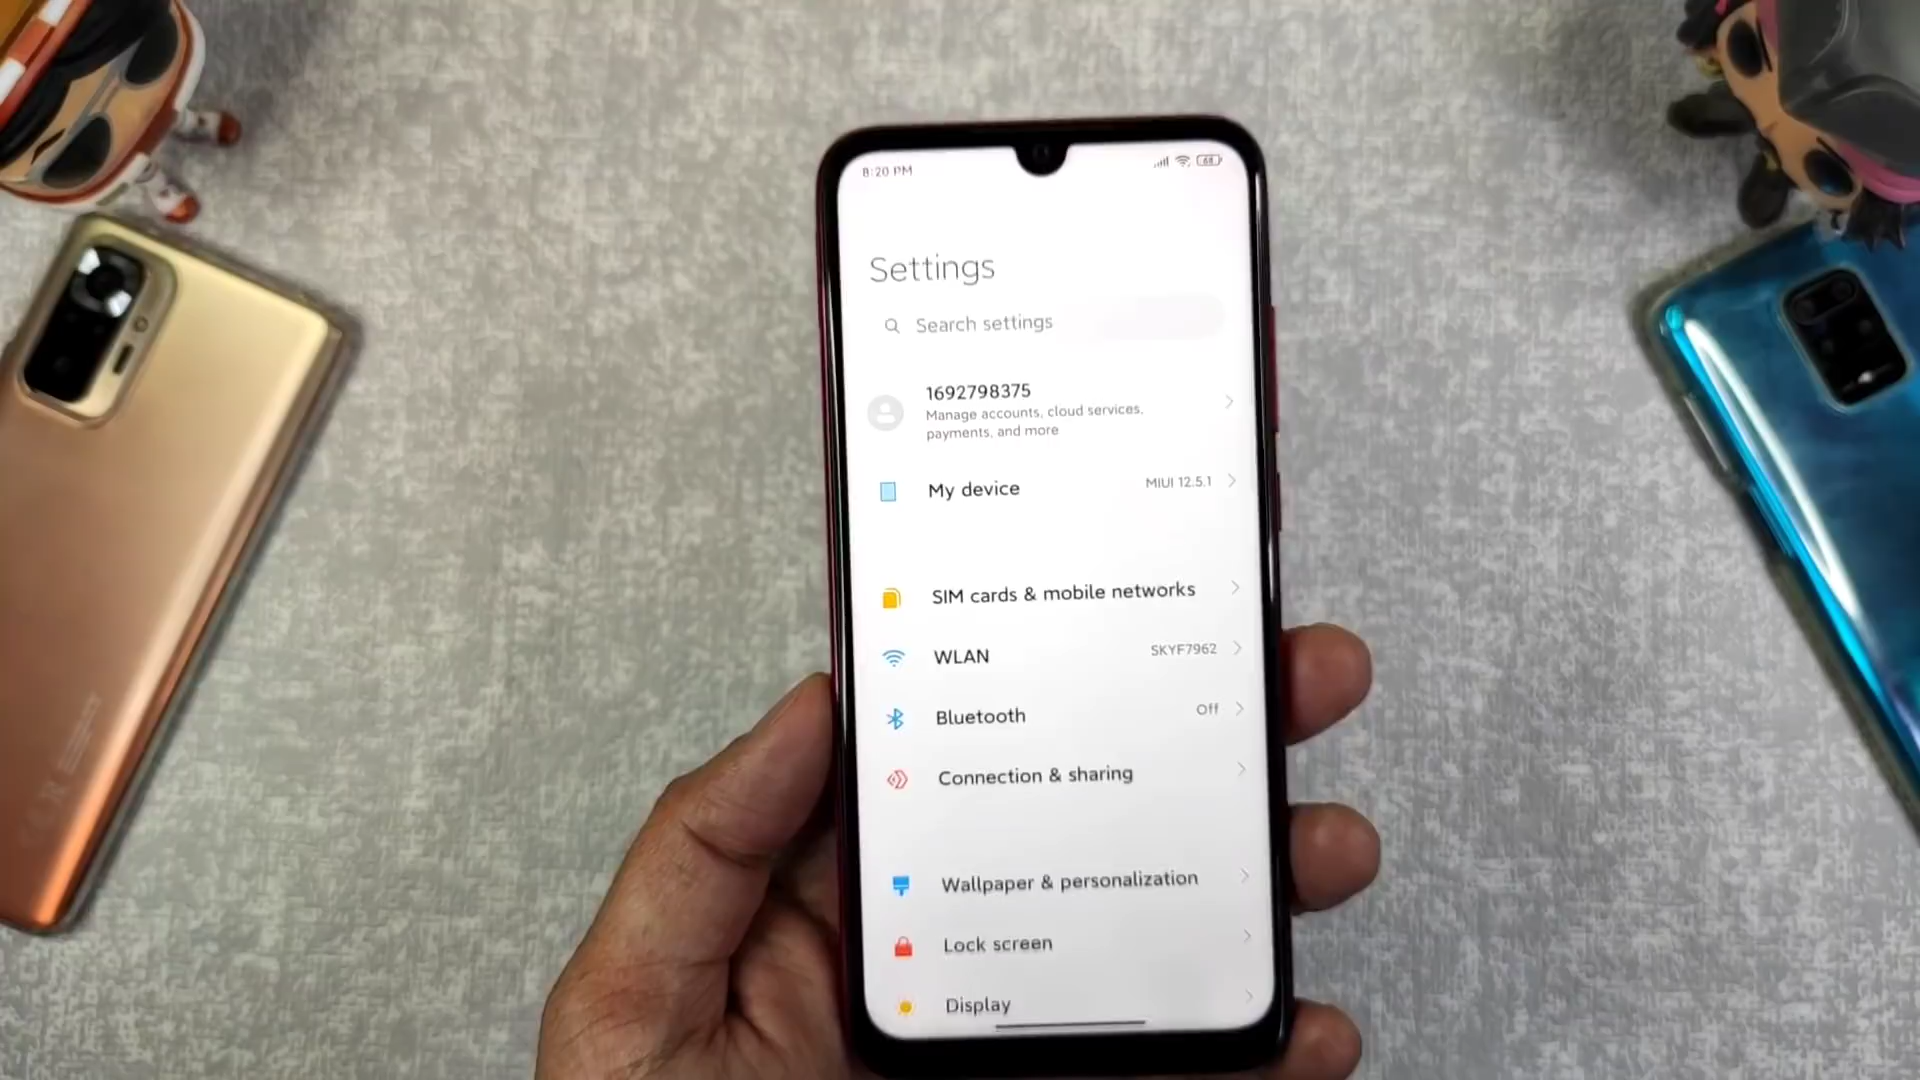 8:20 PM
68
Settings
Search settings
1692798375
Manage accounts, cloud services,
payments, and more
My device
MIUI 12.5.1
SIM cards & mobile networks
WLAN
SKYF7962
Bluetooth
Off
Connection & sharing
Wallpaper & personalization
Lock screen
Display